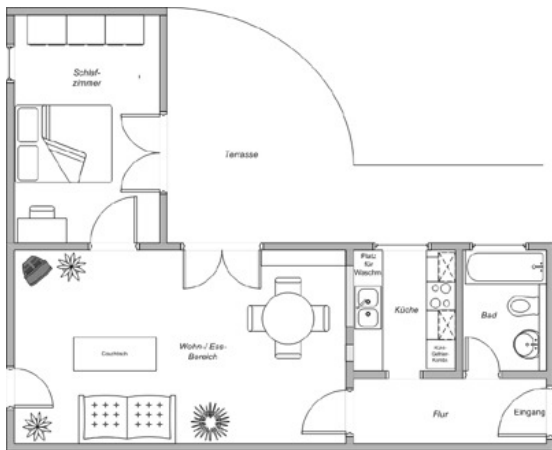 Schlaf-
zimmer
Terrasse
Platz
für
Waschm.
Küche
Bad
Couchtisch
Wohn-/ Ess-
Bereich
Kühl-
Gefrier-
Kombi
Flur
Eingang